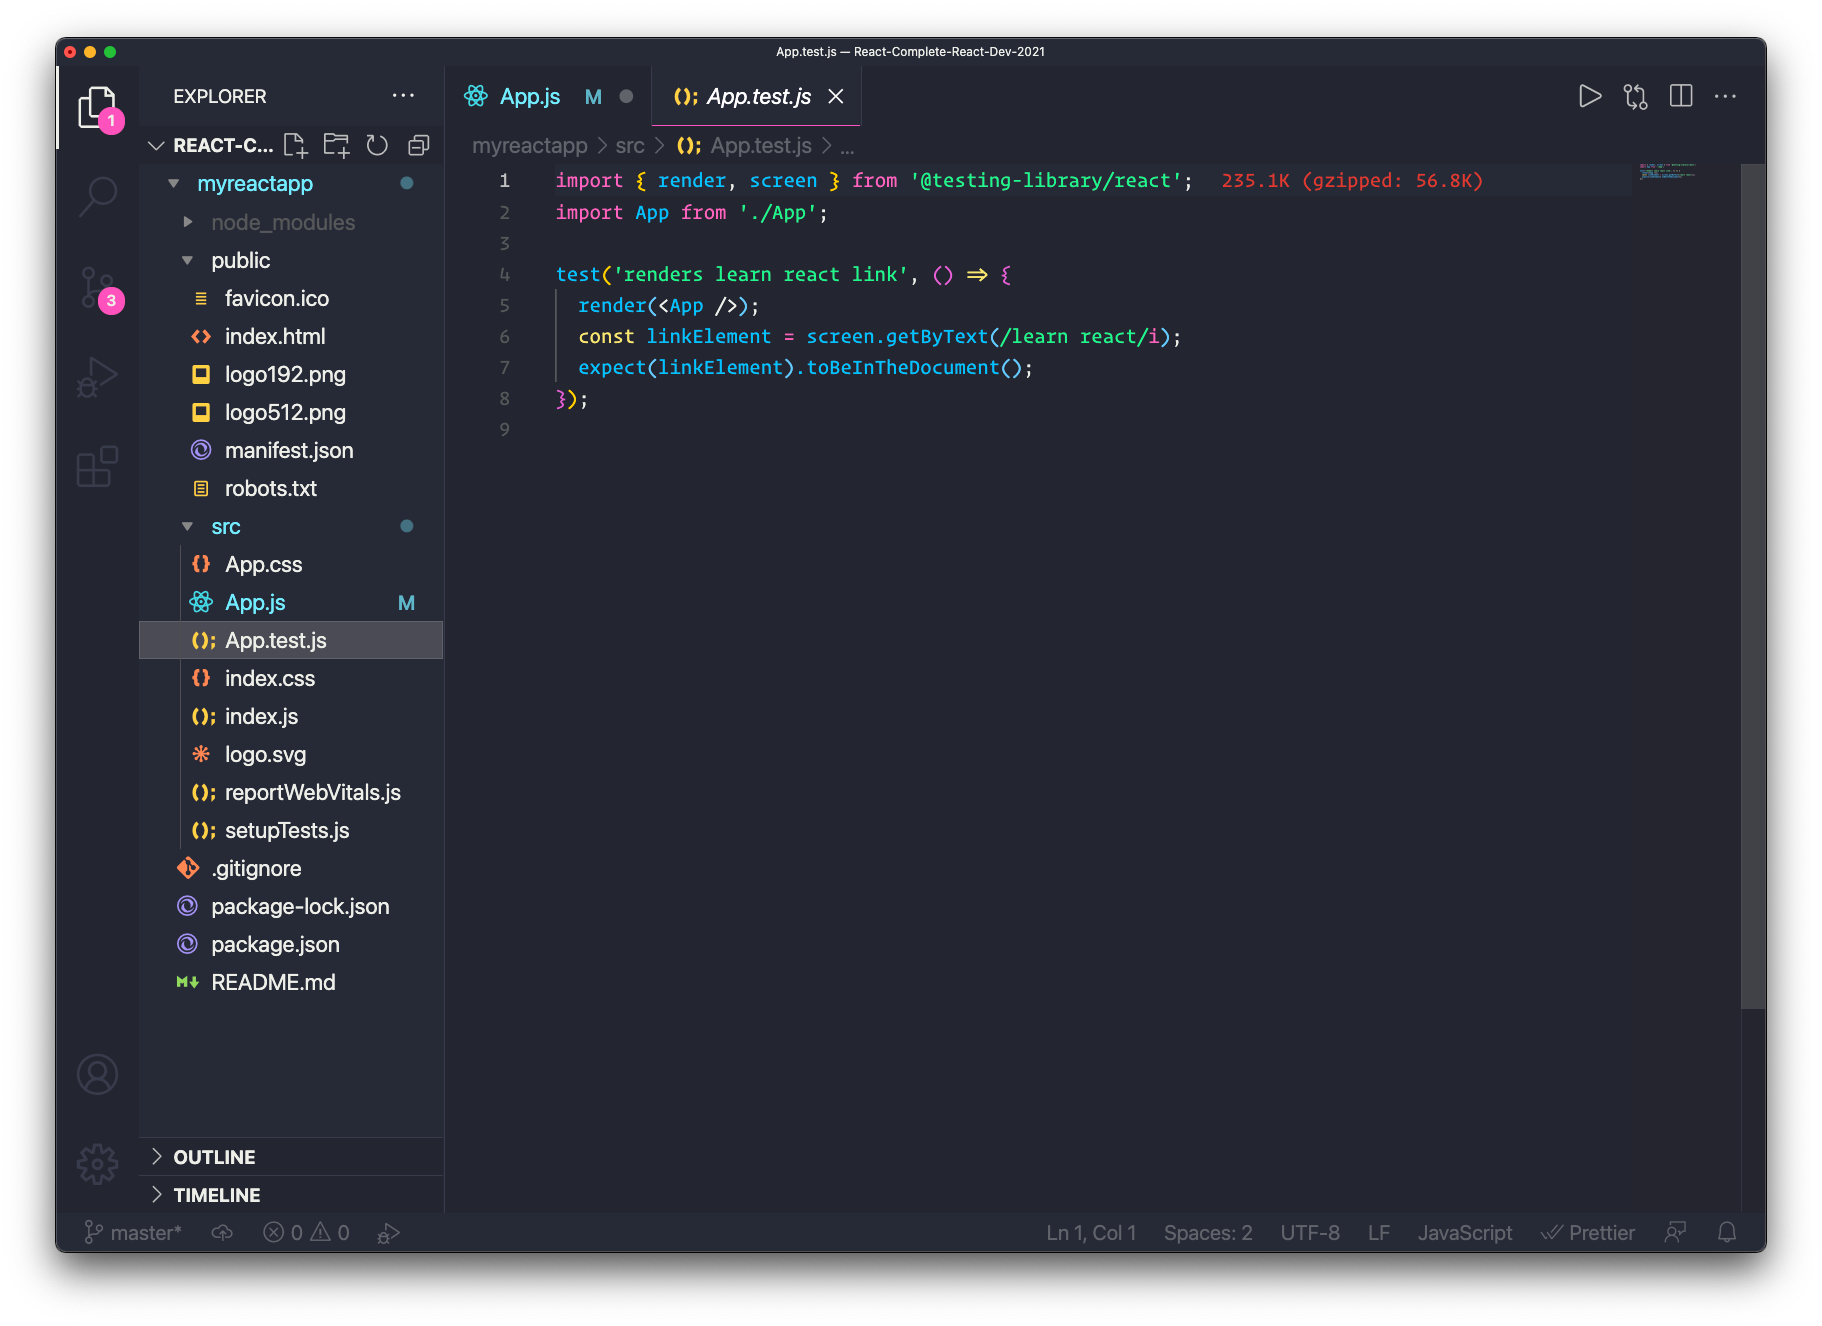 App.test.js — React-Complete-React-Dev-2021
EXPLORER
1
REACT-C...
myreactapp
node_modules
public
favicon.ico
index.html
logo192.png
logo512.png
manifest.json
robots.txt
src
App.css
App.js M
App.test.js
index.css
index.js
logo.svg
reportWebVitals.js
setupTests.js
.gitignore
package-lock.json
package.json
README.md
3
OUTLINE
TIMELINE
App.js M
(); App.test.js
myreactapp > src > (); App.test.js > ...
1 import { render, screen } from '@testing-library/react'; 235.1K (gzipped: 56.8K)
2 import App from './App';
3
4 test('renders learn react link', () => {
5 render(<App />);
6 const linkElement = screen.getByText(/learn react/i);
7 expect(linkElement).toBeInTheDocument();
8 });
9
master* 0 0
Ln 1, Col 1 Spaces: 2 UTF-8 LF JavaScript Prettier